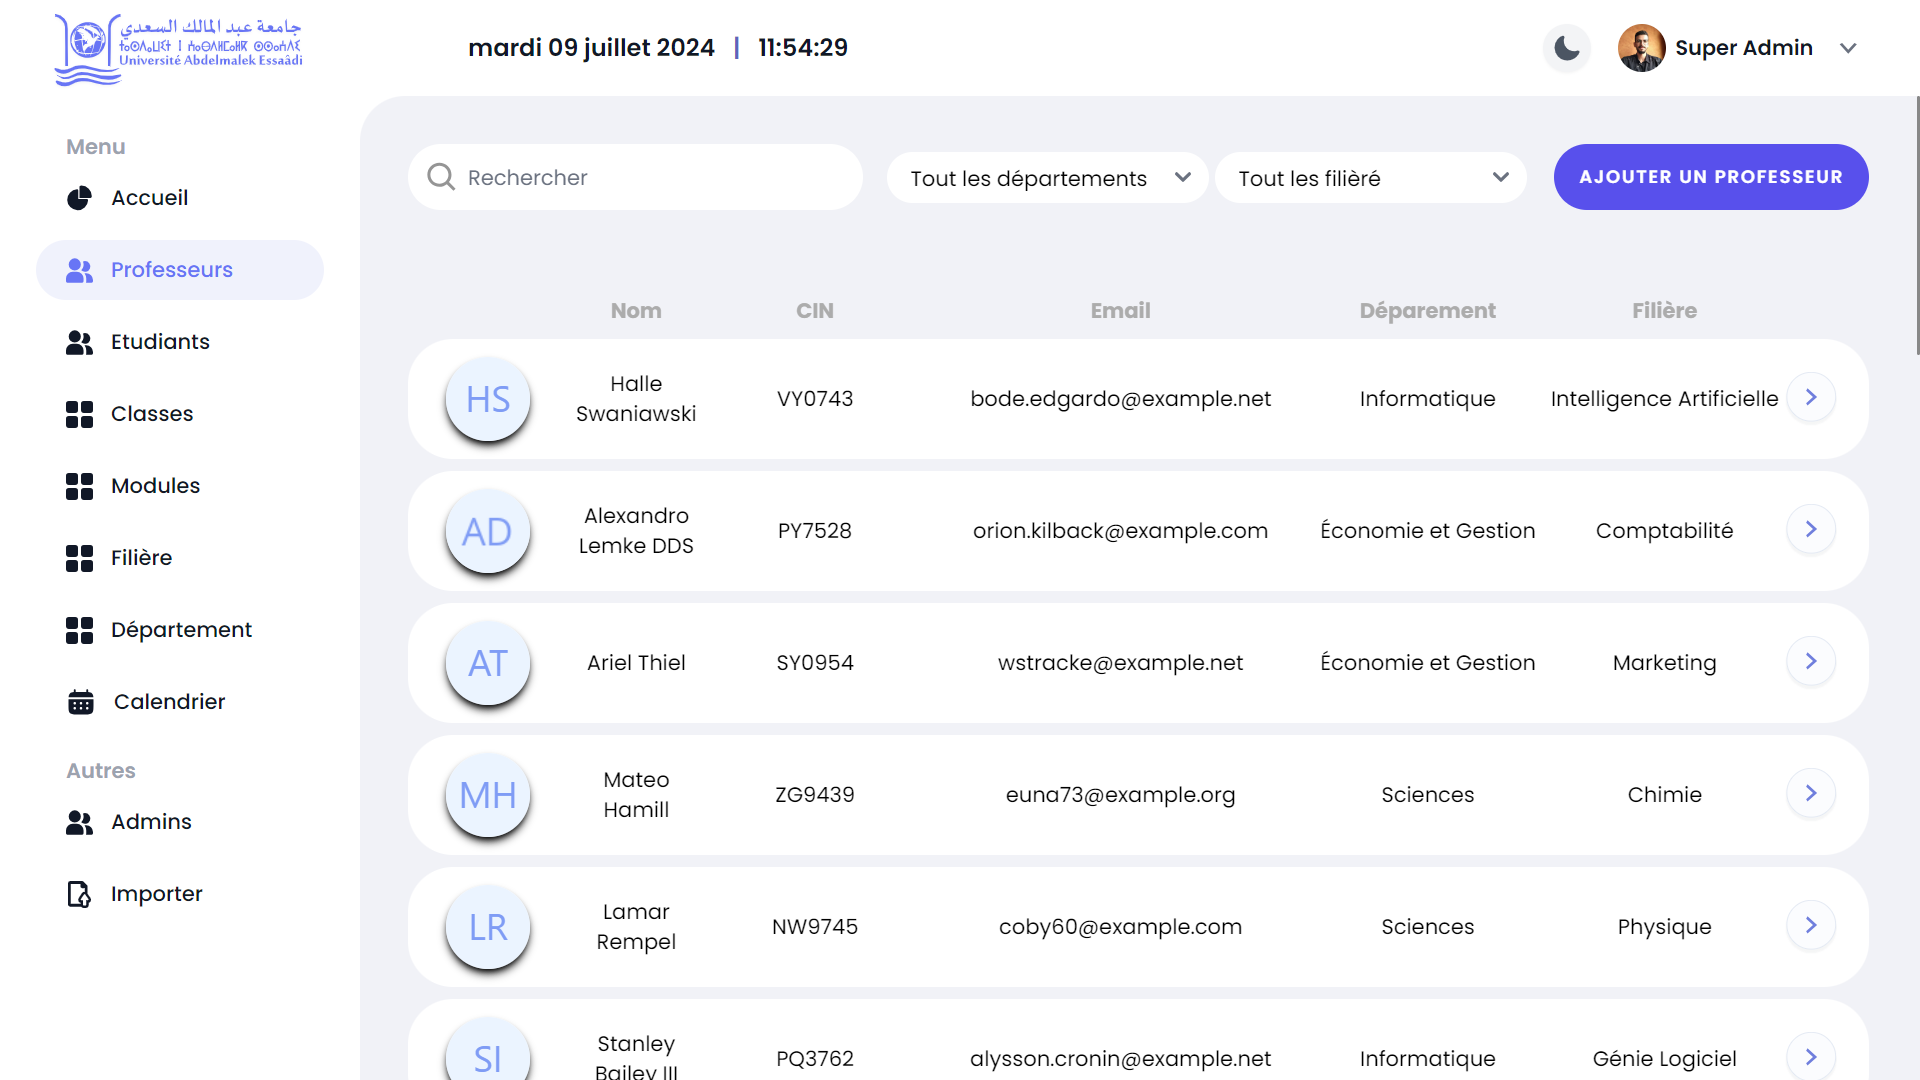 جامعة عبد المالك السعدي
Université Abdelmalek Essaâdi
mardi 09 juillet 2024 | 11:54:29
Super Admin
Menu
Accueil
Professeurs
Etudiants
Classes
Modules
Filière
Département
Calendrier
Autres
Admins
Importer
Rechercher
Tout les départements
Tout les filièré
AJOUTER UN PROFESSEUR
Nom CIN Email Déparement Filière
HS Halle Swaniawski VY0743 bode.edgardo@example.net Informatique Intelligence Artificielle
AD Alexandro Lemke DDS PY7528 orion.kilback@example.com Économie et Gestion Comptabilité
AT Ariel Thiel SY0954 wstracke@example.net Économie et Gestion Marketing
MH Mateo Hamill ZG9439 euna73@example.org Sciences Chimie
LR Lamar Rempel NW9745 coby60@example.com Sciences Physique
SI Stanley Bailey III PQ3762 alysson.cronin@example.net Informatique Génie Logiciel